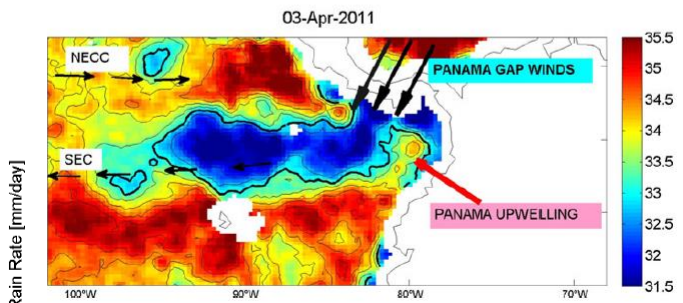 03-Apr-2011
NECC
PANAMA GAP WINDS
SEC
PANAMA UPWELLING
Rain Rate [mm/day]
100°W
90°W
80°W
70°W
35.5
35
34.5
34
33.5
33
32.5
32
31.5